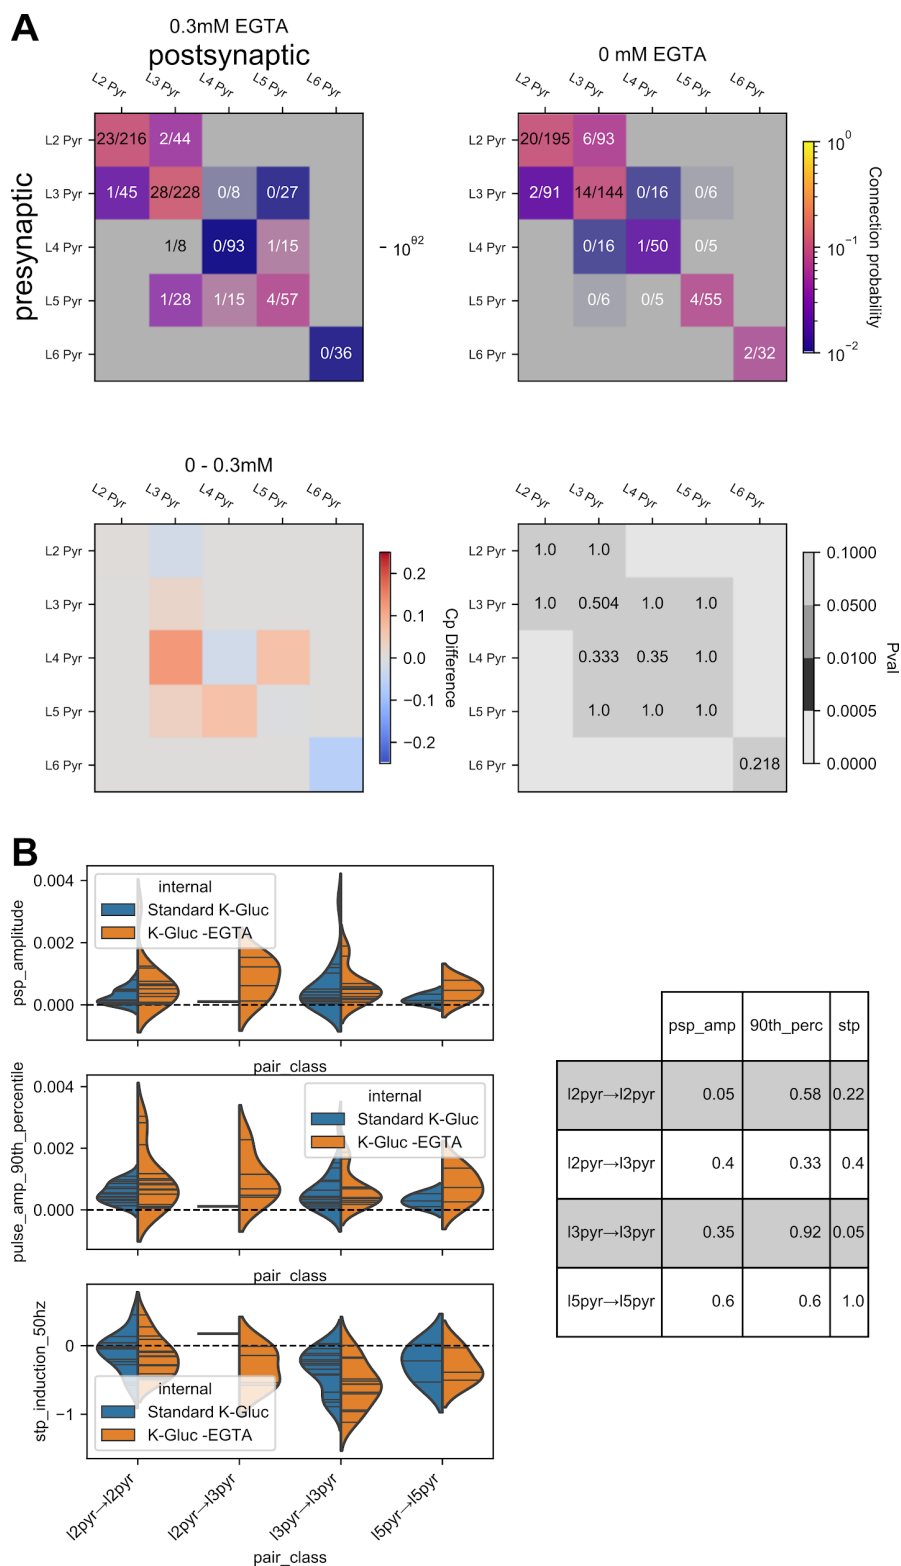 A
0.3mM EGTA
postsynaptic
L2 Pyr L3 Pyr L4 Pyr L5 Pyr L6 Pyr
presynaptic
L2 Pyr 23/216 2/44
L3 Pyr 1/45 28/228 0/8 0/27
L4 Pyr 1/8 0/93 1/15
L5 Pyr 1/28 1/15 4/57
L6 Pyr 0/36
10^θ2
0 mM EGTA
L2 Pyr L3 Pyr L4 Pyr L5 Pyr L6 Pyr
L2 Pyr 20/195 6/93
L3 Pyr 2/91 14/144 0/16 0/6
L4 Pyr 0/16 1/50 0/5
L5 Pyr 0/6 0/5 4/55
L6 Pyr 2/32
10^0
10^−1
10^−2
Connection probability
0 - 0.3mM
L2 Pyr L3 Pyr L4 Pyr L5 Pyr L6 Pyr
L2 Pyr
L3 Pyr
L4 Pyr
L5 Pyr
L6 Pyr
0.2
0.1
0.0
−0.1
−0.2
Cp Difference
L2 Pyr L3 Pyr L4 Pyr L5 Pyr L6 Pyr
L2 Pyr 1.0 1.0
L3 Pyr 1.0 0.504 1.0 1.0
L4 Pyr 0.333 0.35 1.0
L5 Pyr 1.0 1.0 1.0
L6 Pyr 0.218
0.1000
0.0500
0.0100
0.0005
0.0000
Pval
B
psp_amplitude
0.004
0.002
0.000
internal
Standard K-Gluc
K-Gluc -EGTA
pair_class
pulse_amp_90th_percentile
0.004
0.002
0.000
internal
Standard K-Gluc
K-Gluc -EGTA
pair_class
stp_induction_50hz
0
−1
internal
Standard K-Gluc
K-Gluc -EGTA
l2pyr→l2pyr l2pyr→l3pyr l3pyr→l3pyr l5pyr→l5pyr
pair_class
psp_amp 90th_perc stp
l2pyr→l2pyr 0.05 0.58 0.22
l2pyr→l3pyr 0.4 0.33 0.4
l3pyr→l3pyr 0.35 0.92 0.05
l5pyr→l5pyr 0.6 0.6 1.0